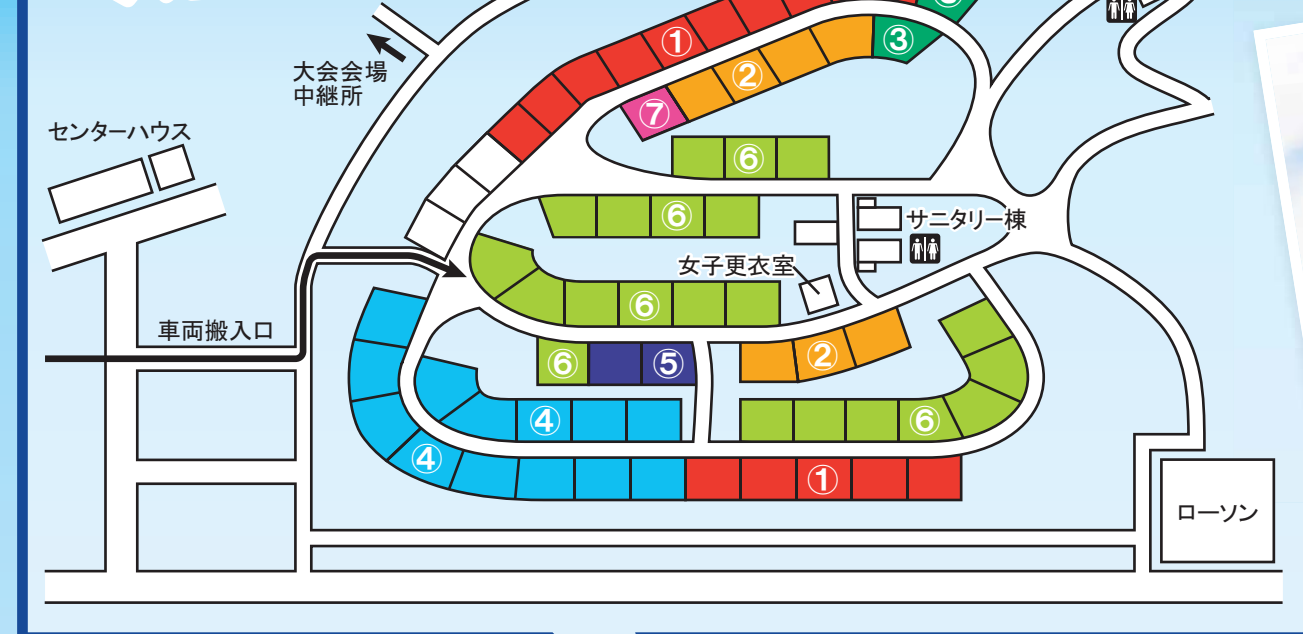 ①
③
②
大会会場
中継所
⑦
センターハウス
⑥
⑥
サニタリー棟
女子更衣室
⑥
車両搬入口
⑥
⑤
②
④
⑥
④
①
ローソン